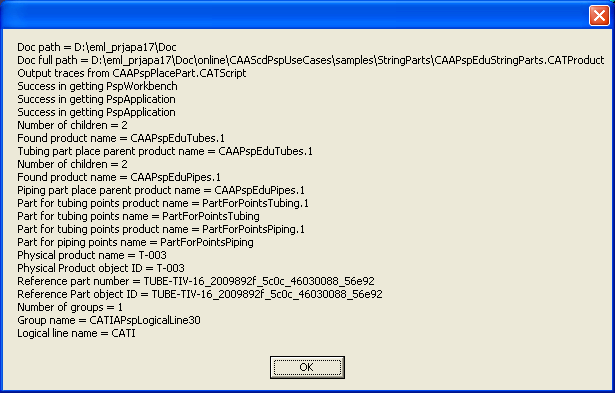 Doc path = D:\eml_prjapa17\Doc
Doc full path = D:\eml_prjapa17\Doc\online\CAAScdPspUseCases\samples\StringParts\CAAPspEduStringParts.CATProduct
Output traces from CAAPspPlacePart.CATScript
Success in getting PspWorkbench
Success in getting PspApplication
Success in getting PspApplication
Number of children = 2
Found product name = CAAPspEduTubes.1
Tubing part place parent product name = CAAPspEduTubes.1
Number of children = 2
Found product name = CAAPspEduPipes.1
Piping part place parent product name = CAAPspEduPipes.1
Part for tubing points product name = PartForPointsTubing.1
Part for tubing points name = PartForPointsTubing
Part for tubing points product name = PartForPointsPiping.1
Part for piping points name = PartForPointsPiping
Physical product name = T-003
Physical Product object ID = T-003
Reference part number = TUBE-TIV-16_2009892f_5c0c_46030088_56e92
Reference Part object ID = TUBE-TIV-16_2009892f_5c0c_46030088_56e92
Number of groups = 1
Group name = CATIAPspLogicalLine30
Logical line name = CATI
OK